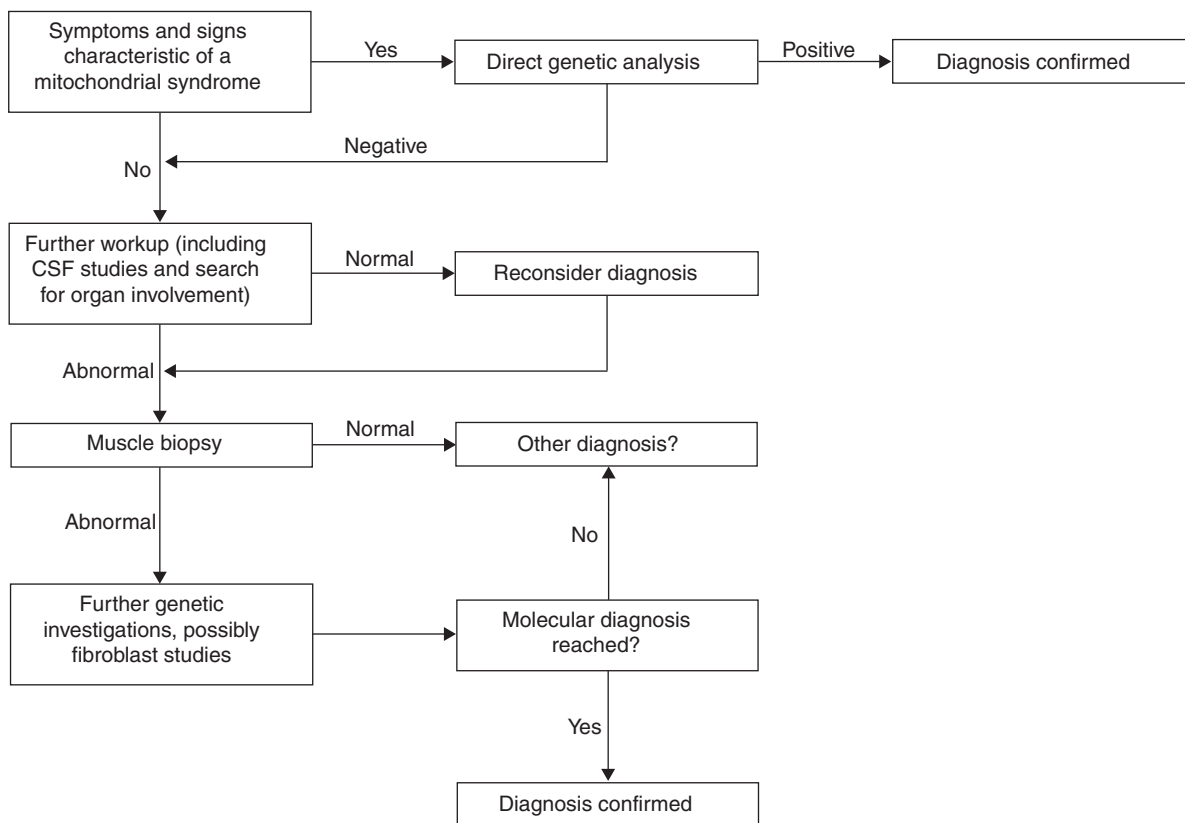 Symptoms and signs
characteristic of a
mitochondrial syndrome
Yes
Direct genetic analysis
Positive
Diagnosis confirmed
Negative
No
Further workup (including
CSF studies and search
for organ involvement)
Normal
Reconsider diagnosis
Abnormal
Muscle biopsy
Normal
Other diagnosis?
Abnormal
No
Further genetic
investigations, possibly
fibroblast studies
Molecular diagnosis
reached?
Yes
Diagnosis confirmed